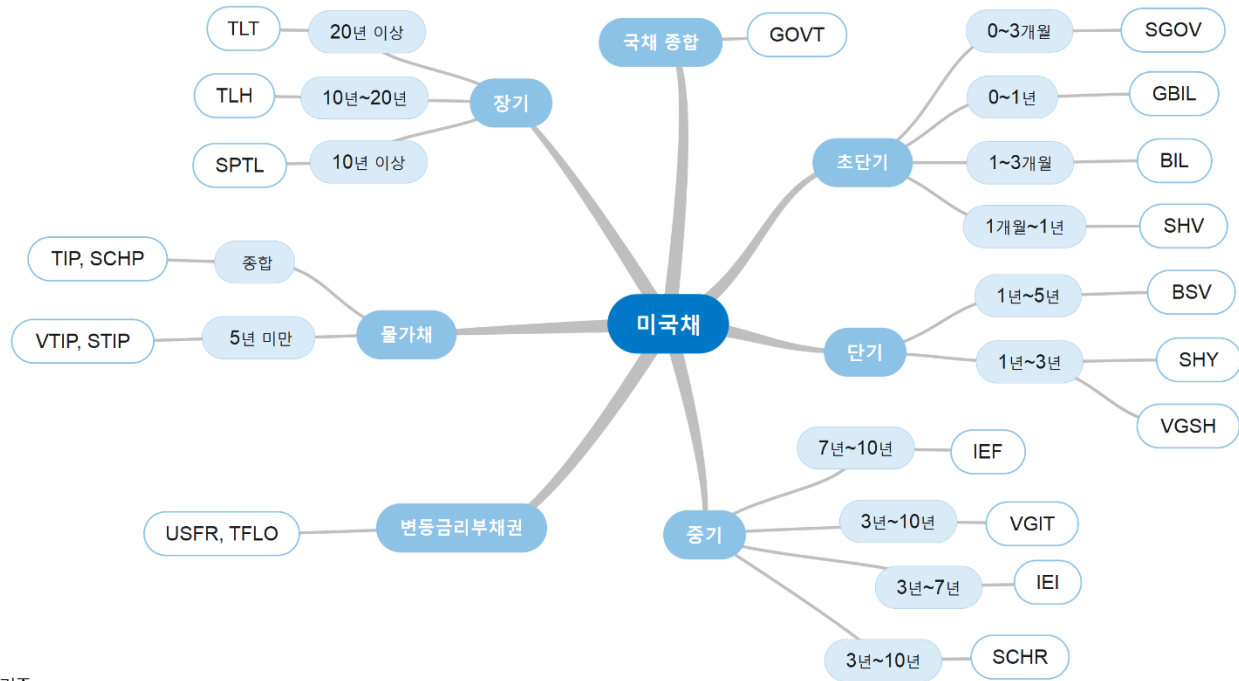 미국채
국채 종합
GOVT
초단기
0~3개월
SGOV
0~1년
GBIL
1~3개월
BIL
1개월~1년
SHV
단기
1년~5년
BSV
1년~3년
SHY
VGSH
중기
7년~10년
IEF
3년~10년
VGIT
3년~7년
IEI
3년~10년
SCHR
변동금리부채권
USFR, TFLO
물가채
종합
TIP, SCHP
5년 미만
VTIP, STIP
장기
20년 이상
TLT
10년~20년
TLH
10년 이상
SPTL